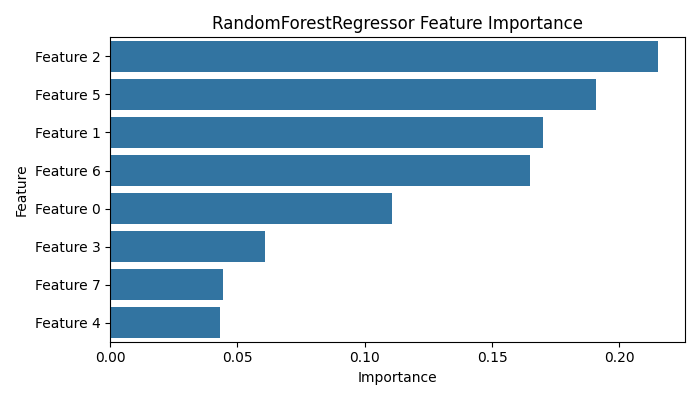 RandomForestRegressor Feature Importance
Feature 2
Feature 5
Feature 1
Feature 6
Feature 0
Feature 3
Feature 7
Feature 4
Feature
0.00 0.05 0.10 0.15 0.20
Importance